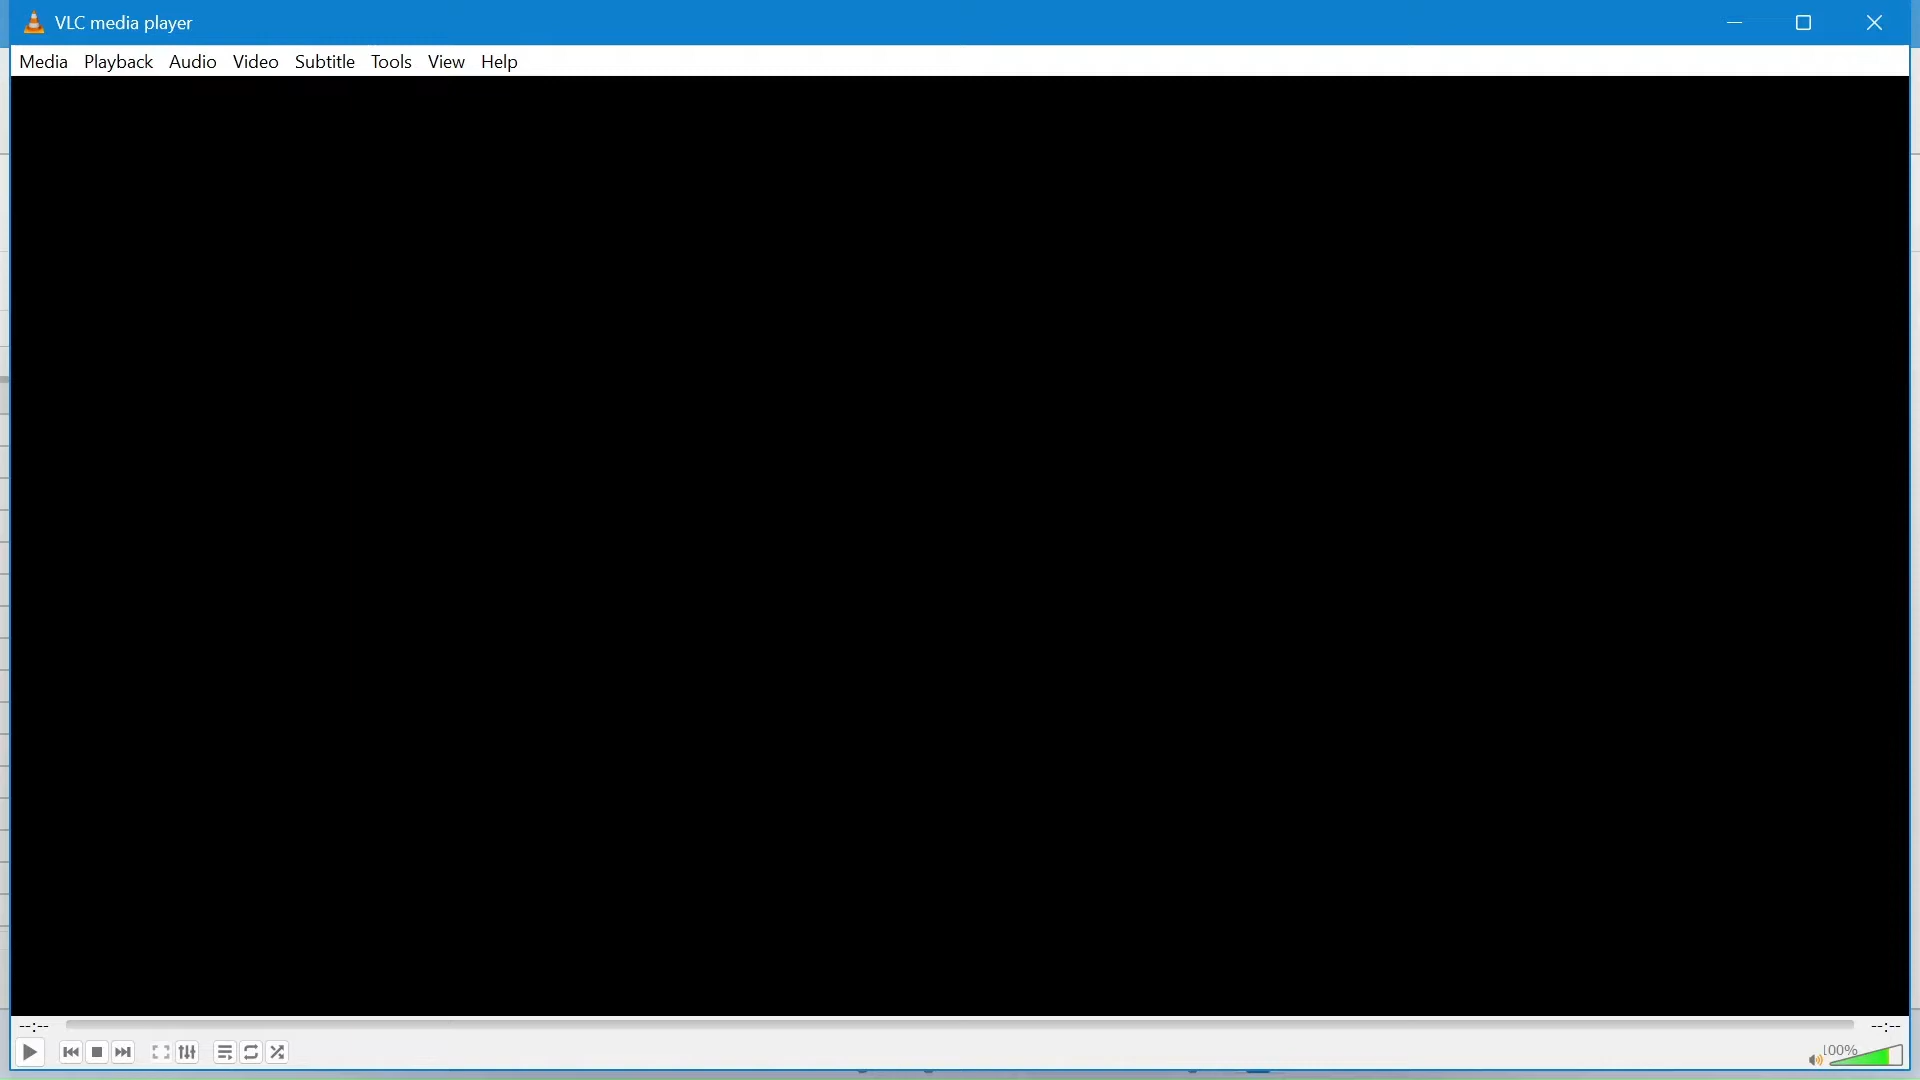 VLC media player
Media Playback Audio Video Subtitle Tools View Help
--:-- --:--
100%